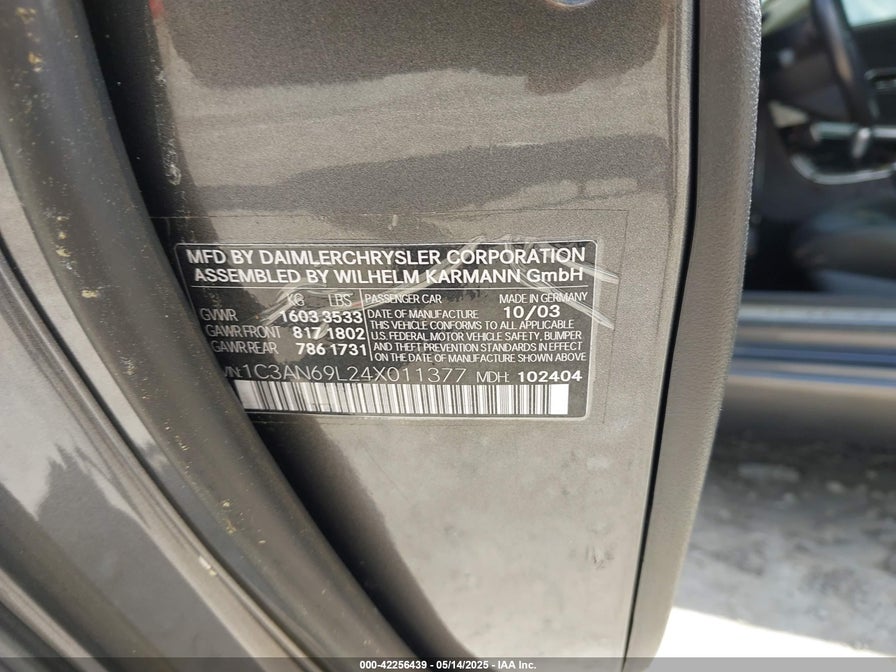 MFD BY DAIMLERCHRYSLER CORPORATION
ASSEMBLED BY WILHELM KARMANN GmbH
KG LBS PASSENGER CAR MADE IN GERMANY
GVWR 1603 3533 DATE OF MANUFACTURE 10/03
GAWR.FRONT 817 1802 THIS VEHICLE CONFORMS TO ALL APPLICABLE
U.S. FEDERAL MOTOR VEHICLE SAFETY, BUMPER
GAWR.REAR 786 1731 AND THEFT PREVENTION STANDARDS IN EFFECT
ON THE DATE OF MANUFACTURE SHOWN ABOVE
VIN: 1C3AN69L24X011377 MDH: 102404
000-42256439 - 05/14/2025 - IAA Inc.